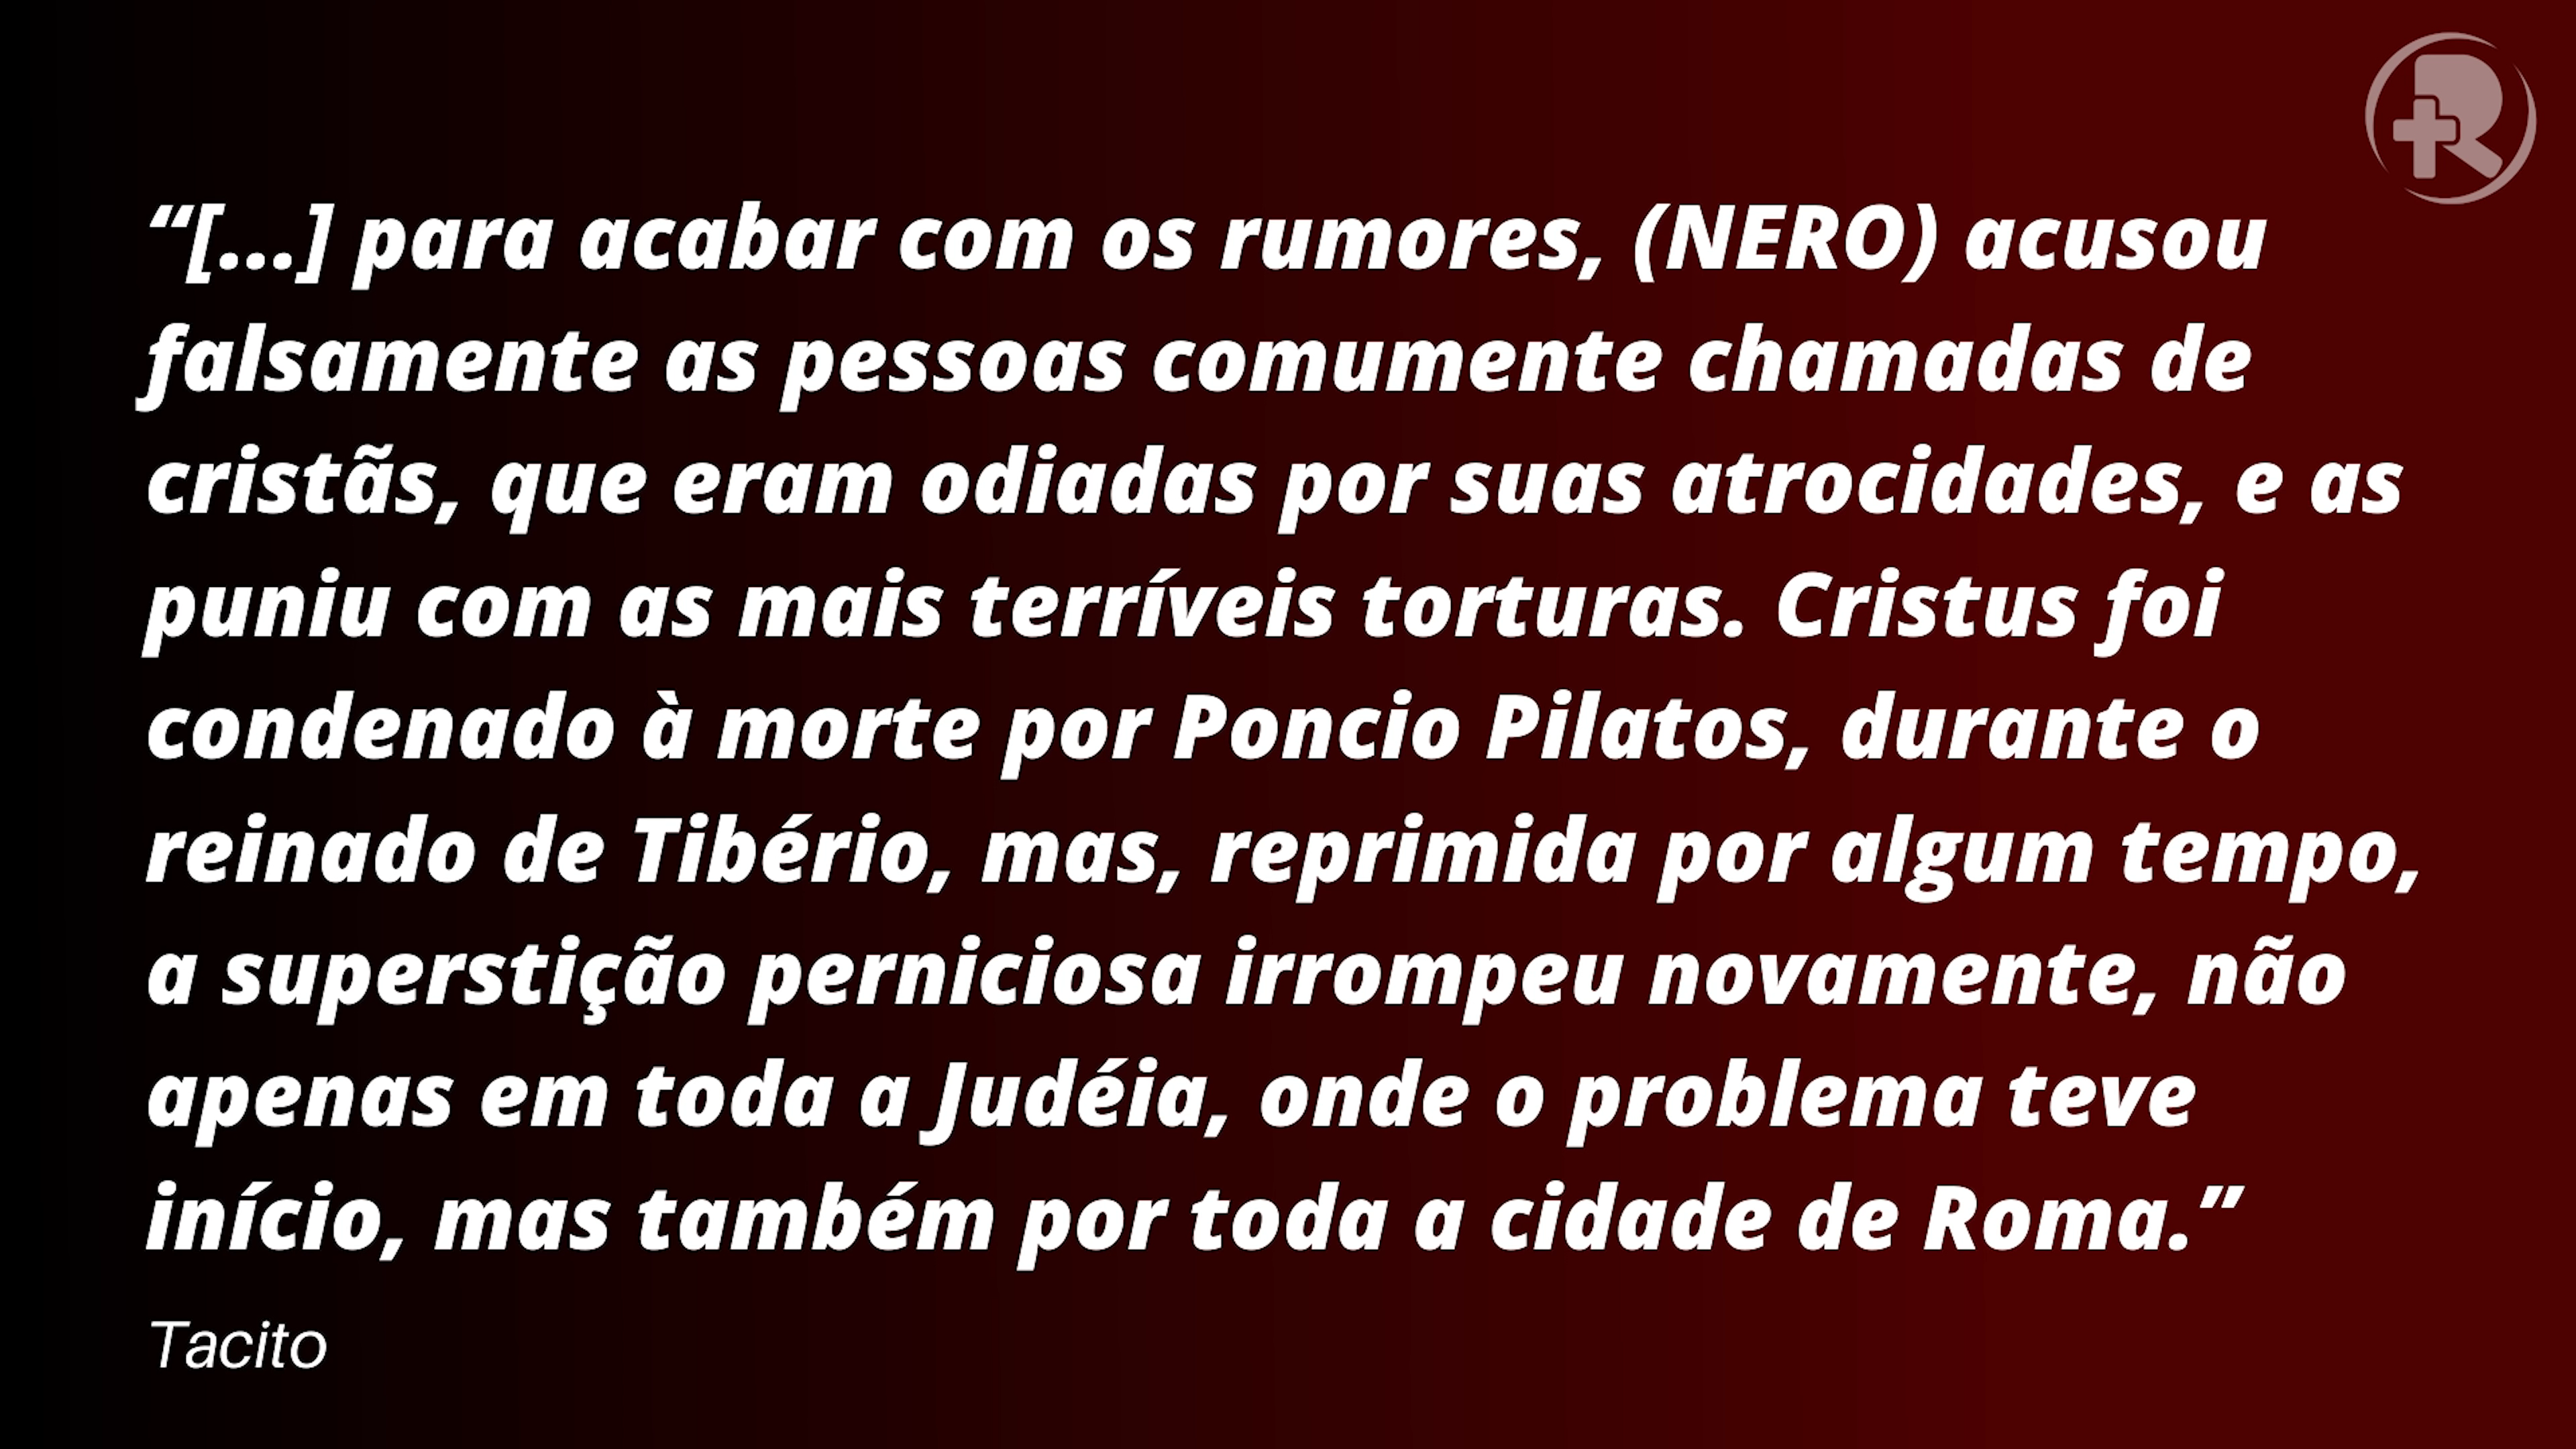 “[...] para acabar com os rumores, (NERO) acusou
falsamente as pessoas comumente chamadas de
cristãs, que eram odiadas por suas atrocidades, e as
puniu com as mais terríveis torturas. Cristus foi
condenado à morte por Poncio Pilatos, durante o
reinado de Tibério, mas, reprimida por algum tempo,
a superstição perniciosa irrompeu novamente, não
apenas em toda a Judéia, onde o problema teve
início, mas também por toda a cidade de Roma.”
Tacito